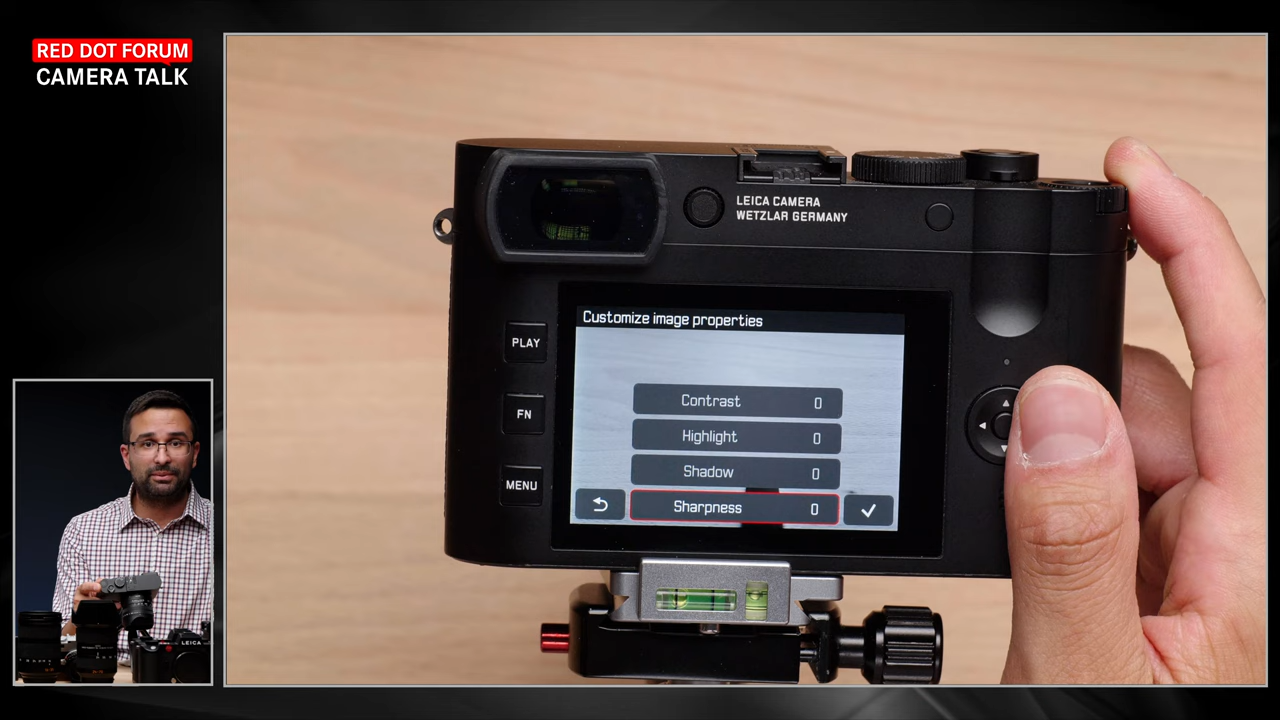 RED DOT FORUM
CAMERA TALK
LEICA CAMERA
WETZLAR GERMANY
PLAY
FN
MENU
Customize image properties
Contrast 0
Highlight 0
Shadow 0
Sharpness 0
LEICA